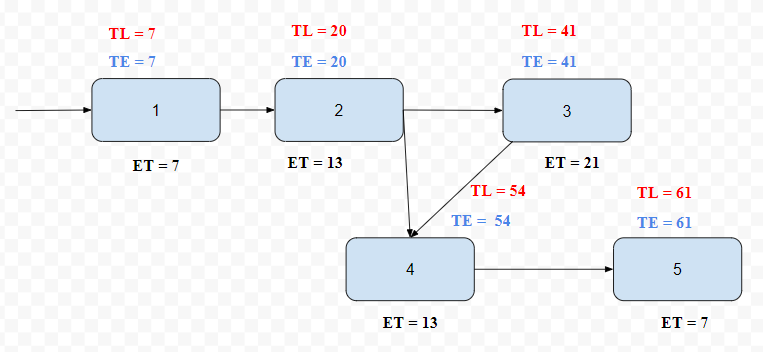 TL = 7
TE = 7
1
ET = 7
TL = 20
TE = 20
2
ET = 13
TL = 41
TE = 41
3
ET = 21
TL = 54
TE =  54
4
ET = 13
TL = 61
TE = 61
5
ET = 7